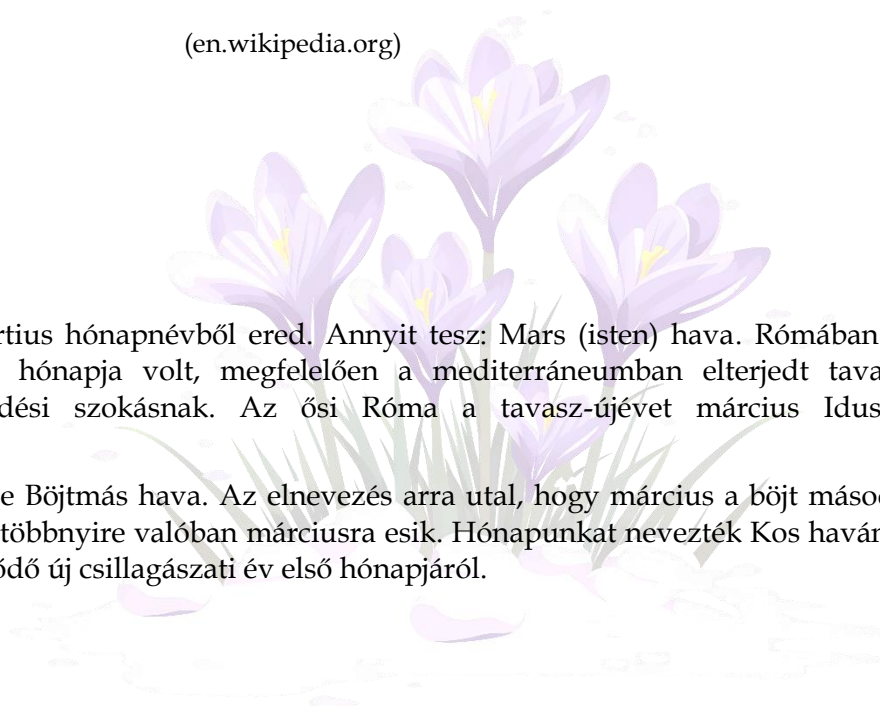 (en.wikipedia.org)
rtius hónapnévből ered. Annyit tesz: Mars (isten) hava. Rómában
hónapja volt, megfelelően a mediterráneumban elterjedt tava
dési szokásnak. Az ősi Róma a tavasz-újévet március Idus
e Böjtmás hava. Az elnevezés arra utal, hogy március a böjt másoc
többnyire valóban márciusra esik. Hónapunkat nevezték Kos havár
ődő új csillagászati év első hónapjáról.